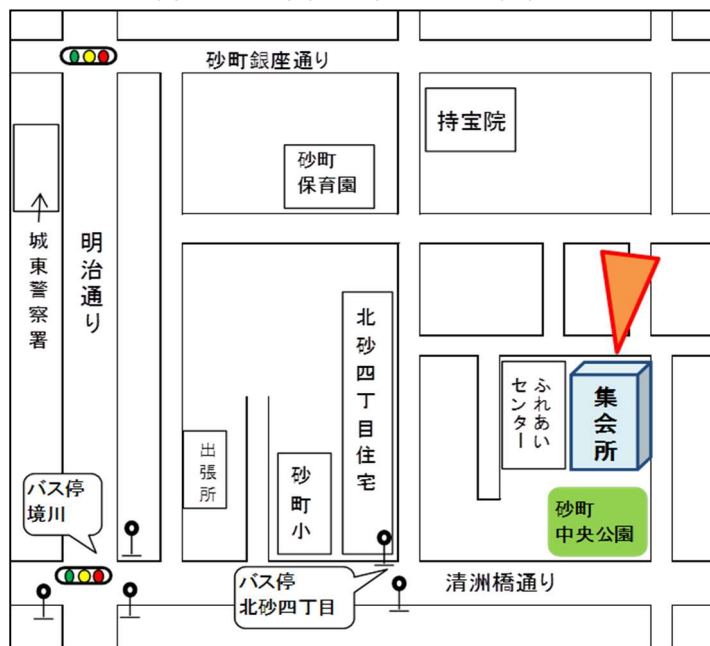 砂町銀座通り
持宝院
砂町
保育園
城東警察署
明治通り
北砂四丁目住宅
ふれあい
センター
集会所
出張所
砂町小
バス停
境川
砂町
中央公園
バス停
北砂四丁目
清洲橋通り